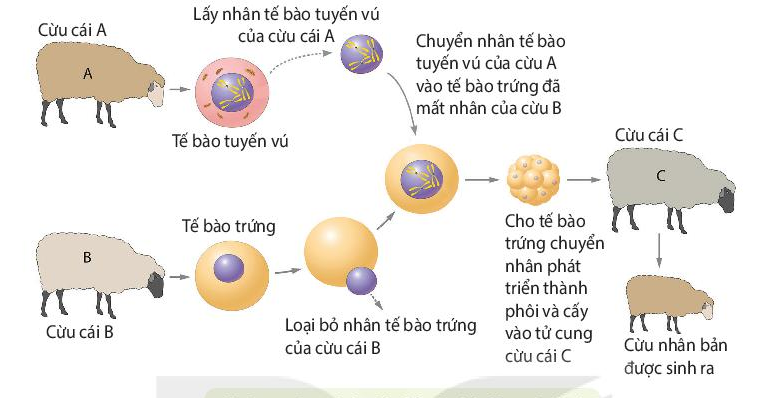 Cừu cái A
A
Lấy nhân tế bào tuyến vú
của cừu cái A
Tế bào tuyến vú
Chuyển nhân tế bào
tuyến vú của cừu A
vào tế bào trứng đã
mất nhân của cừu B
B
Cừu cái B
Tế bào trứng
Loại bỏ nhân tế bào trứng
của cừu cái B
Cho tế bào
trứng chuyển
nhân phát
triển thành
phôi và cấy
vào tử cung
cừu cái C
Cừu cái C
C
Cừu nhân bản
được sinh ra